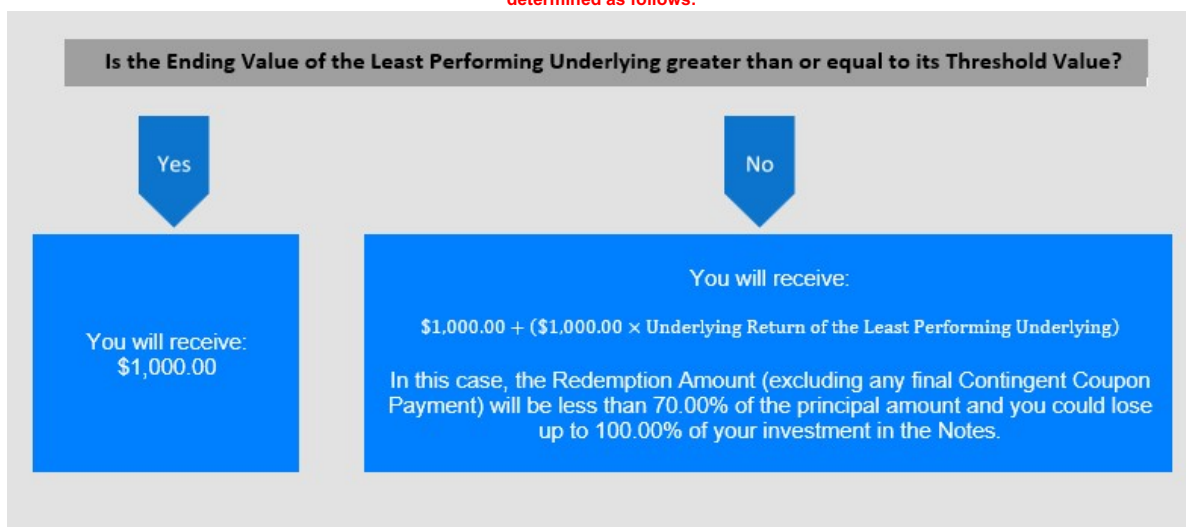 determined as follows:
Is the Ending Value of the Least Performing Underlying greater than or equal to its Threshold Value?
Yes
No
You will receive:
$1,000.00
You will receive:
$1,000.00 + ($1,000.00 × Underlying Return of the Least Performing Underlying)
In this case, the Redemption Amount (excluding any final Contingent Coupon
Payment) will be less than 70.00% of the principal amount and you could lose
up to 100.00% of your investment in the Notes.